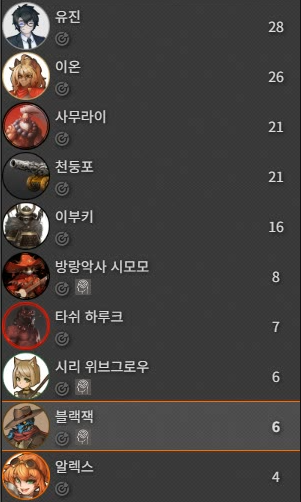 유진 28
이온 26
사무라이 21
천둥포 21
이부키 16
방랑악사 시모모 8
타쉬 하루크 7
시리 위브그로우 6
블랙잭 6
알렉스 4